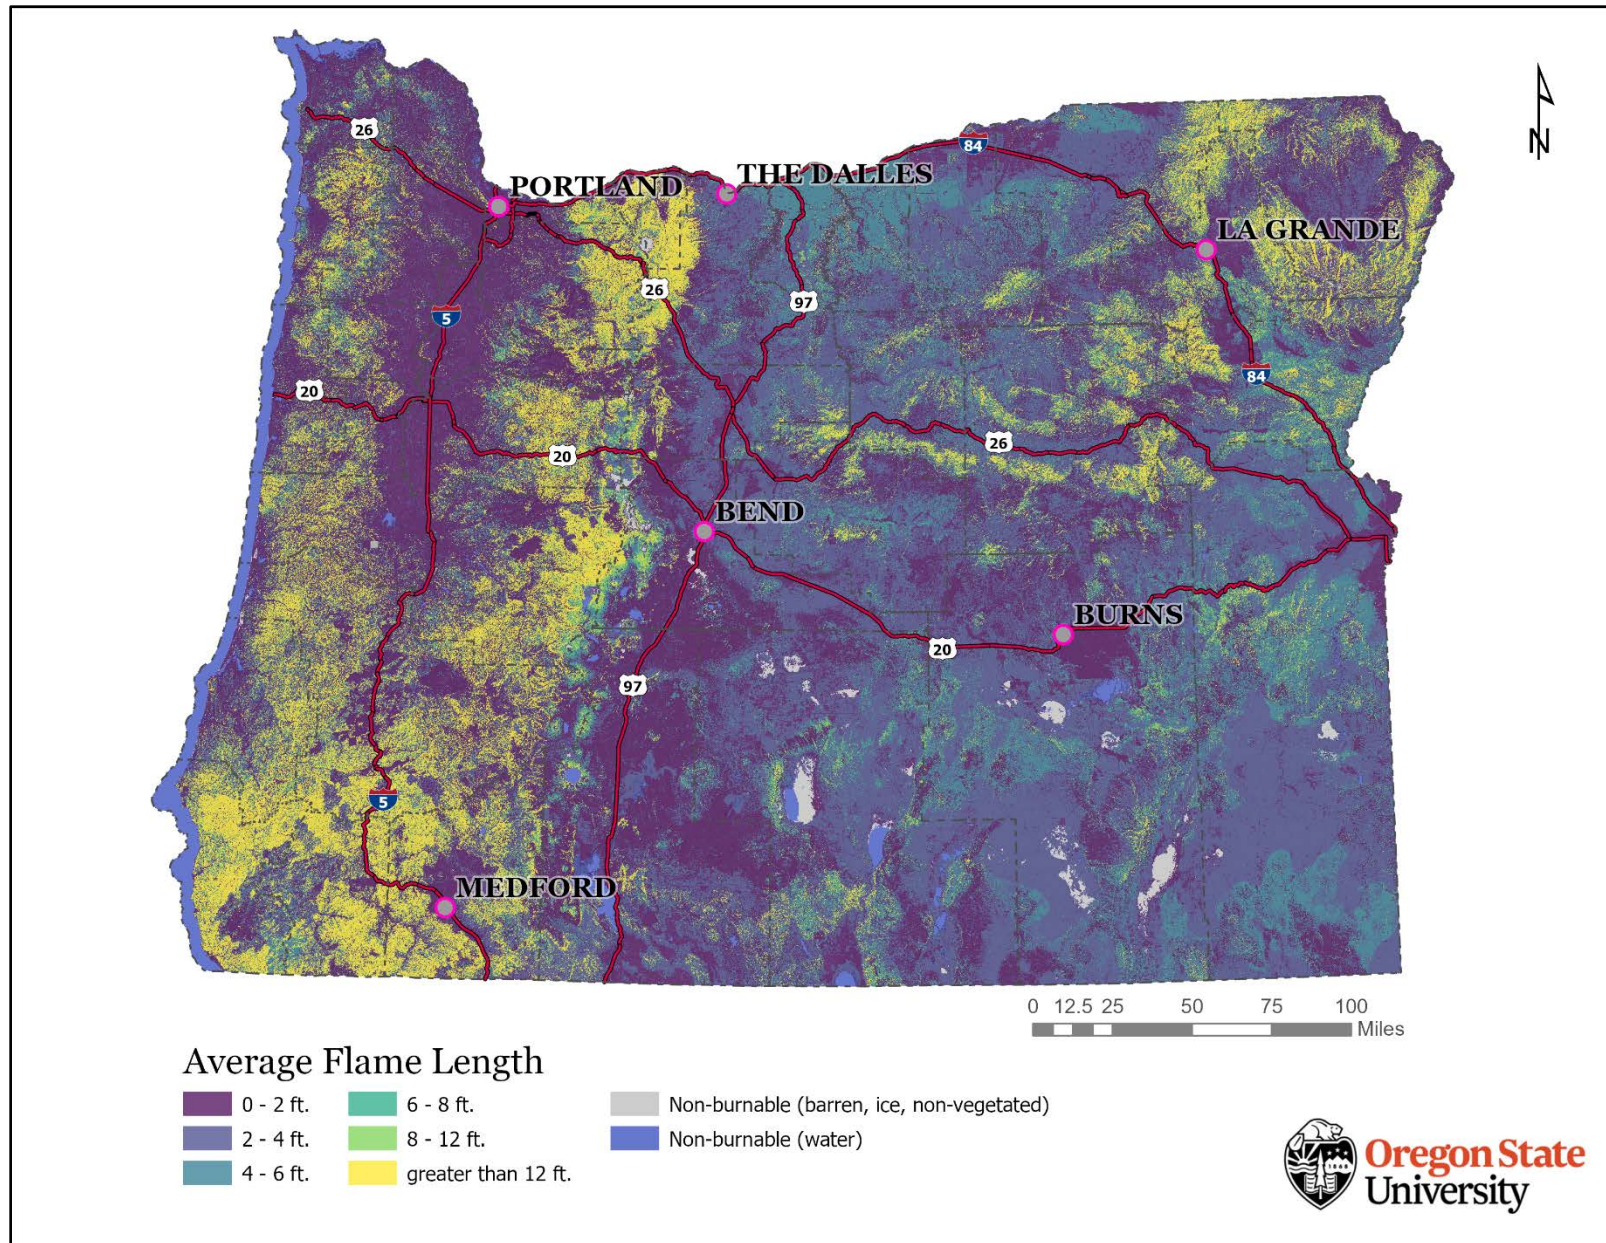 26
84
THE DALLES
PORTLAND
LA GRANDE
26
97
5
84
20
26
20
BEND
BURNS
20
97
5
MEDFORD
0 12.5 25 50 75 100
Miles
N
Average Flame Length
0 - 2 ft.
2 - 4 ft.
4 - 6 ft.
6 - 8 ft.
8 - 12 ft.
greater than 12 ft.
Non-burnable (barren, ice, non-vegetated)
Non-burnable (water)
Oregon State
University